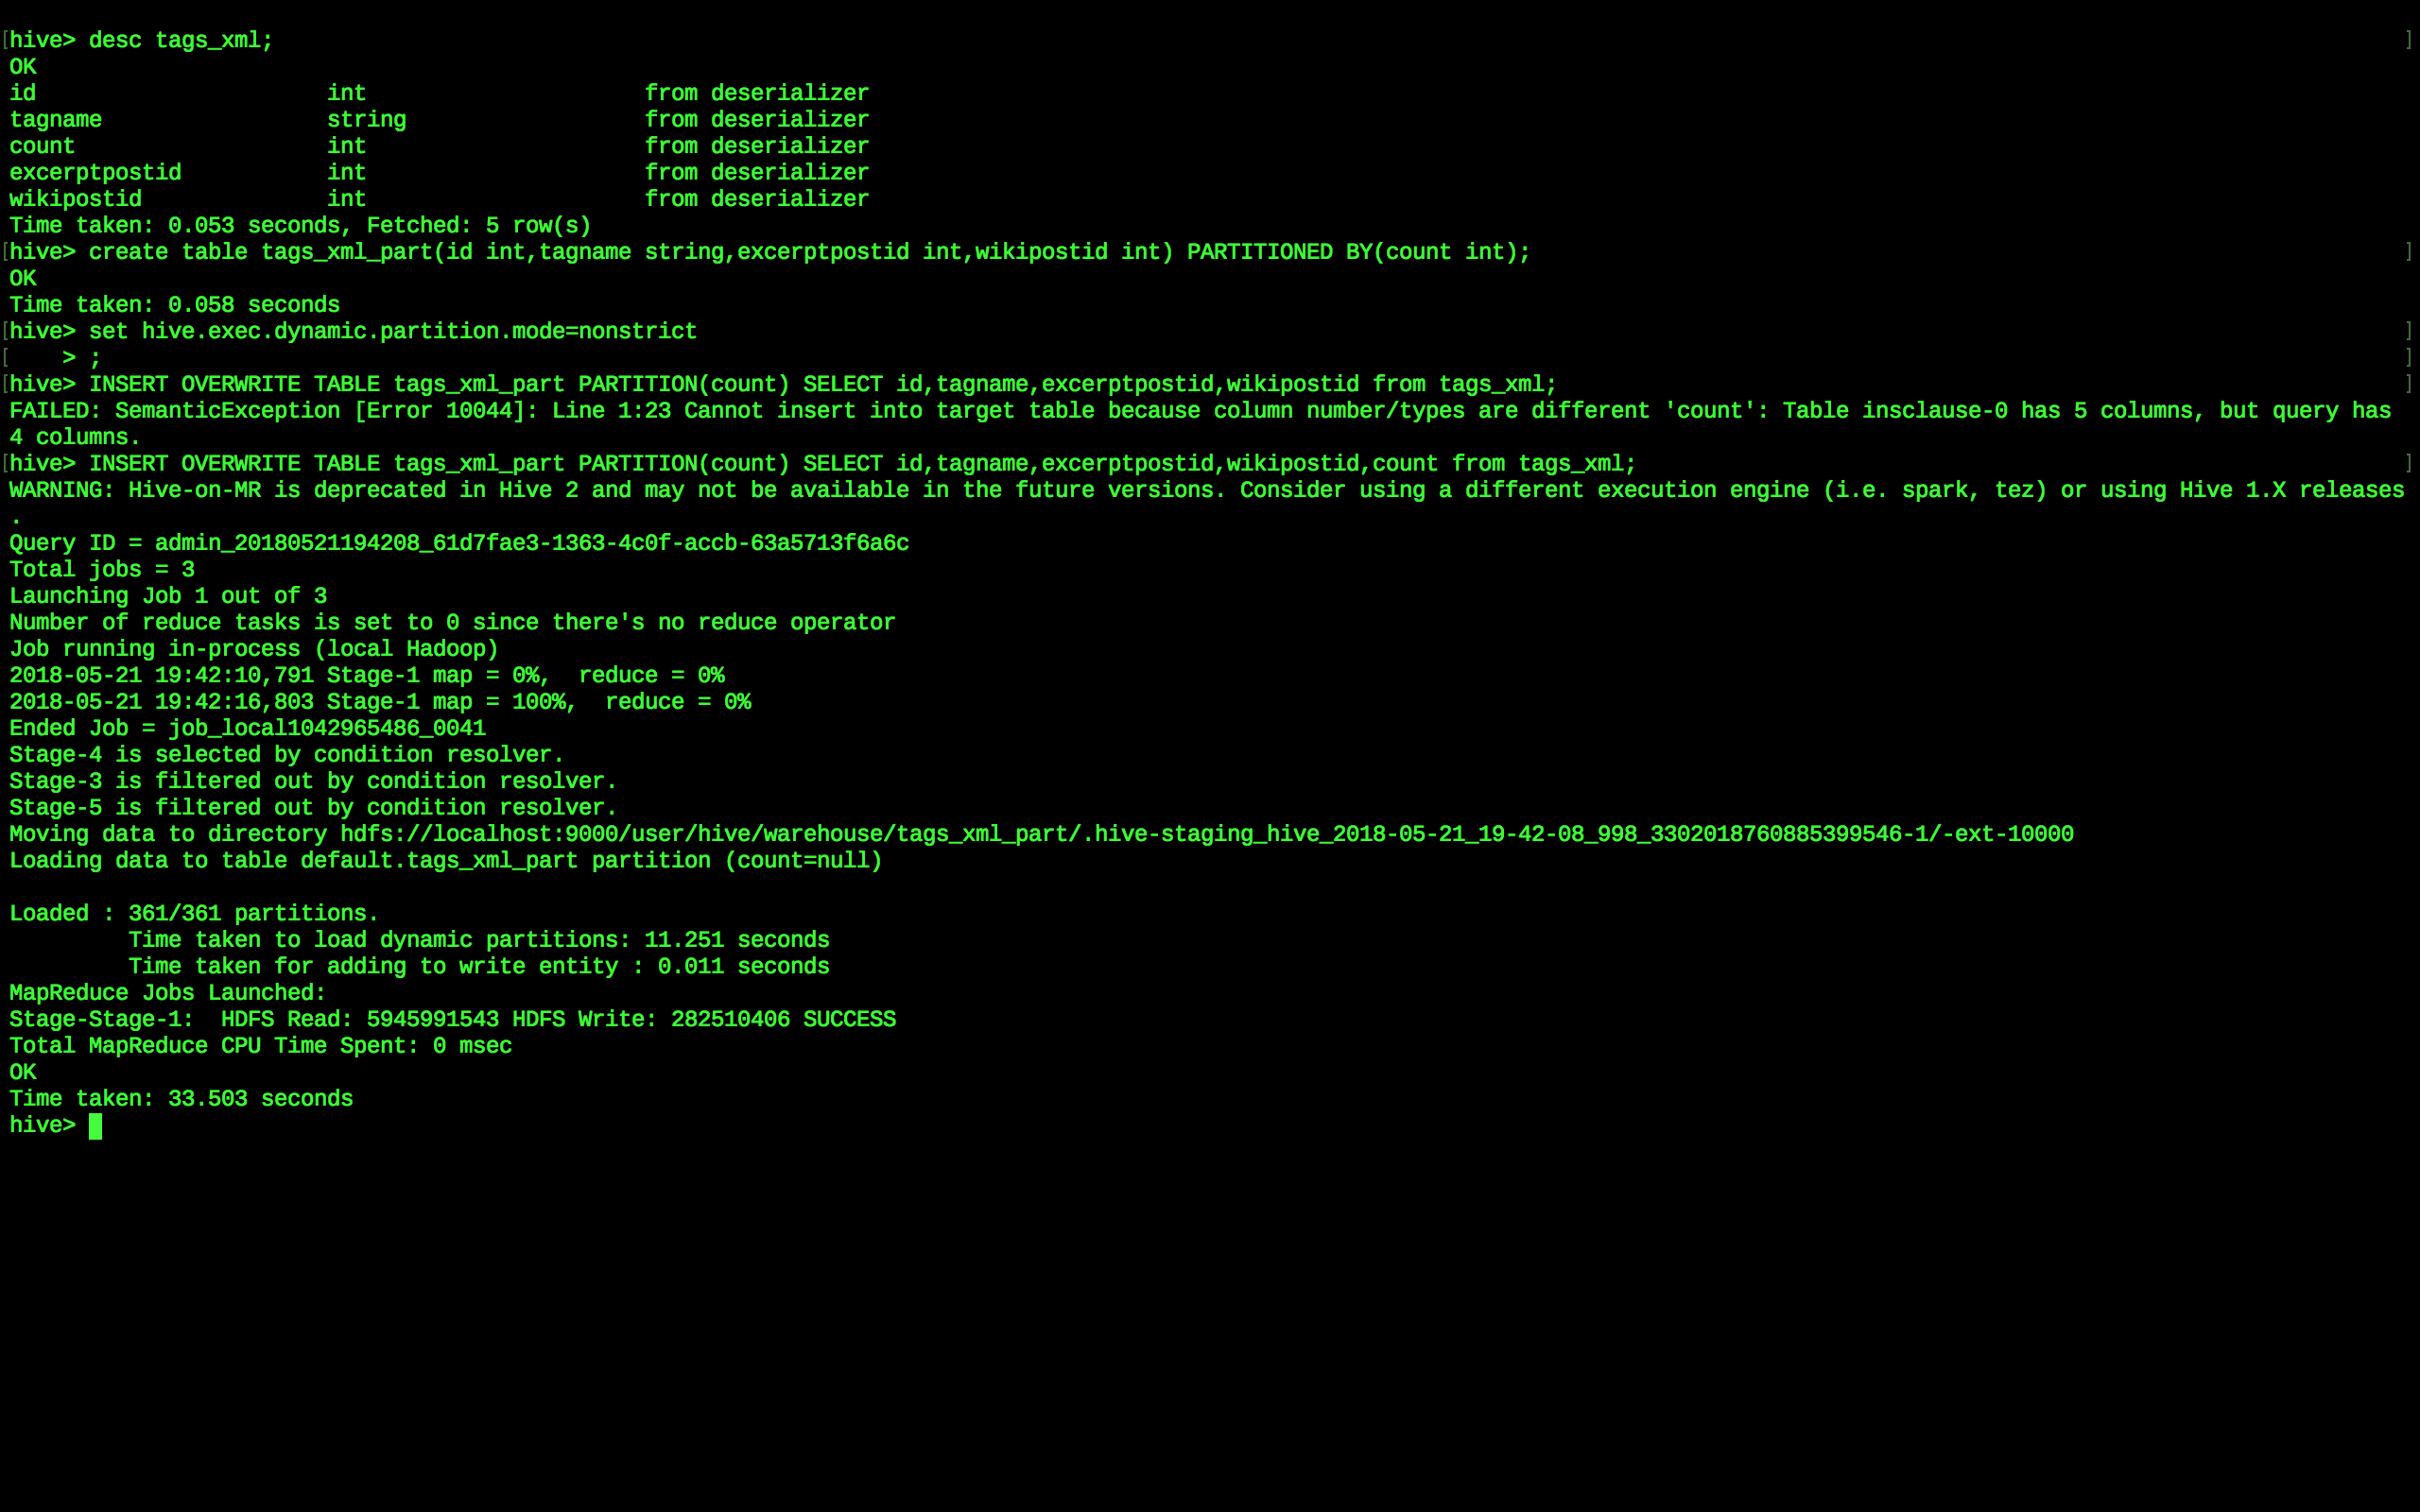 [hive> desc tags_xml; ]
OK
id                      int                     from deserializer
tagname                 string                  from deserializer
count                   int                     from deserializer
excerptpostid           int                     from deserializer
wikipostid              int                     from deserializer
Time taken: 0.053 seconds, Fetched: 5 row(s)
[hive> create table tags_xml_part(id int,tagname string,excerptpostid int,wikipostid int) PARTITIONED BY(count int); ]
OK
Time taken: 0.058 seconds
[hive> set hive.exec.dynamic.partition.mode=nonstrict ]
[    > ; ]
[hive> INSERT OVERWRITE TABLE tags_xml_part PARTITION(count) SELECT id,tagname,excerptpostid,wikipostid from tags_xml; ]
FAILED: SemanticException [Error 10044]: Line 1:23 Cannot insert into target table because column number/types are different 'count': Table insclause-0 has 5 columns, but query has
4 columns.
[hive> INSERT OVERWRITE TABLE tags_xml_part PARTITION(count) SELECT id,tagname,excerptpostid,wikipostid,count from tags_xml; ]
WARNING: Hive-on-MR is deprecated in Hive 2 and may not be available in the future versions. Consider using a different execution engine (i.e. spark, tez) or using Hive 1.X releases
.
Query ID = admin_20180521194208_61d7fae3-1363-4c0f-accb-63a5713f6a6c
Total jobs = 3
Launching Job 1 out of 3
Number of reduce tasks is set to 0 since there's no reduce operator
Job running in-process (local Hadoop)
2018-05-21 19:42:10,791 Stage-1 map = 0%,  reduce = 0%
2018-05-21 19:42:16,803 Stage-1 map = 100%,  reduce = 0%
Ended Job = job_local1042965486_0041
Stage-4 is selected by condition resolver.
Stage-3 is filtered out by condition resolver.
Stage-5 is filtered out by condition resolver.
Moving data to directory hdfs://localhost:9000/user/hive/warehouse/tags_xml_part/.hive-staging_hive_2018-05-21_19-42-08_998_3302018760885399546-1/-ext-10000
Loading data to table default.tags_xml_part partition (count=null)

Loaded : 361/361 partitions.
         Time taken to load dynamic partitions: 11.251 seconds
         Time taken for adding to write entity : 0.011 seconds
MapReduce Jobs Launched:
Stage-Stage-1:  HDFS Read: 5945991543 HDFS Write: 282510406 SUCCESS
Total MapReduce CPU Time Spent: 0 msec
OK
Time taken: 33.503 seconds
hive>